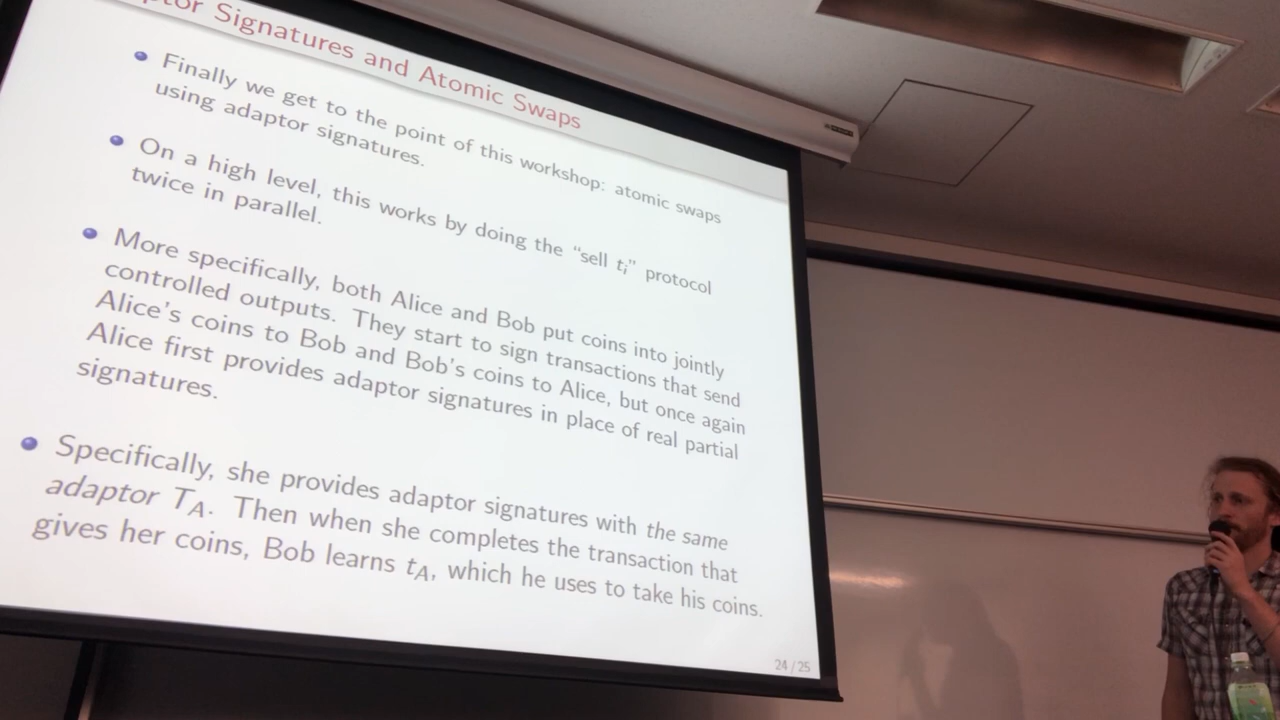 ptor Signatures and Atomic Swaps
Finally we get to the point of this workshop: atomic swaps
using adaptor signatures.
On a high level, this works by doing the “sell tᵢ” protocol
twice in parallel.
More specifically, both Alice and Bob put coins into jointly
controlled outputs. They start to sign transactions that send
Alice's coins to Bob and Bob's coins to Alice, but once again
Alice first provides adaptor signatures in place of real partial
signatures.
Specifically, she provides adaptor signatures with the same
adaptor T_A. Then when she completes the transaction that
gives her coins, Bob learns t_A, which he uses to take his coins.
24 / 25